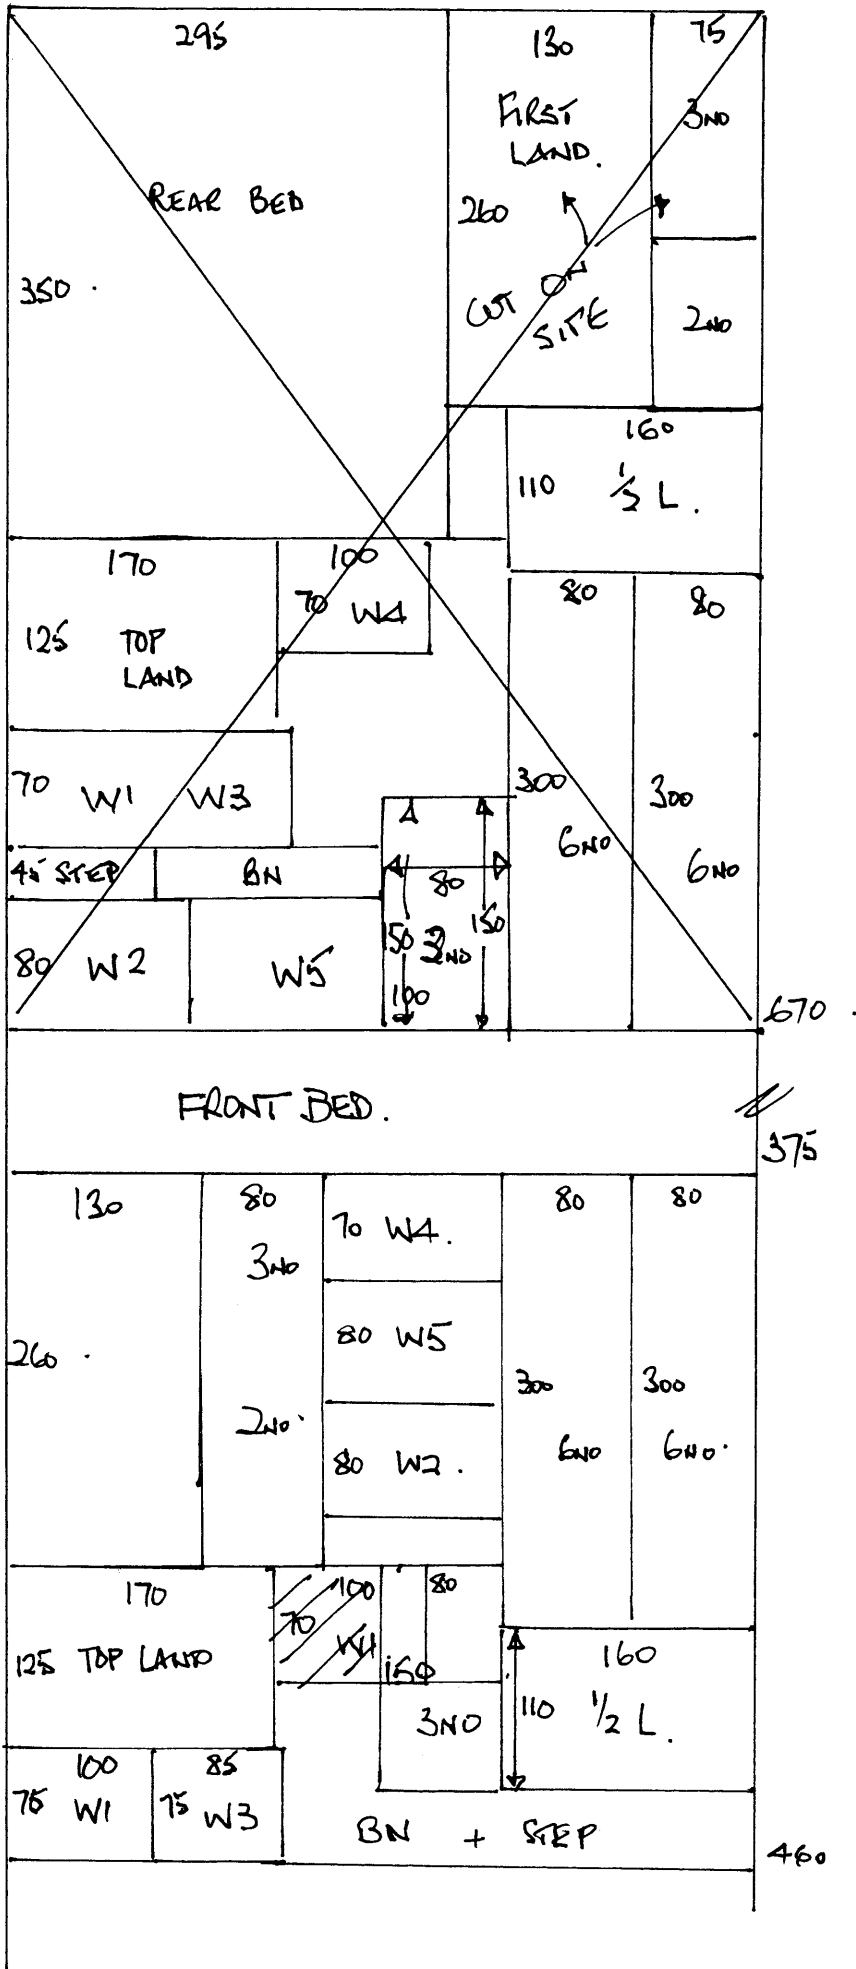 295
130
75
FIRST
LAND.
3NO
REAR BED
260
350 .
CUT ON
SITE
2NO
160
110 1/2 L.
170
100
80
80
70 W4
125 TOP
LAND
70 W1 W3
300
300
6NO
6NO
45 STEP
BN
80
150
150
2NO
80 W2
W5
100
670 .
FRONT BED.
375
130
80
80
80
70 W4.
3NO
80 W5
260 .
300
300
2NO.
6NO
6NO.
80 W2.
170
100
80
70
W4
125 TOP LAND
150
160
3NO
110 1/2 L.
100
85
75 W1
75 W3
BN + STEP
460